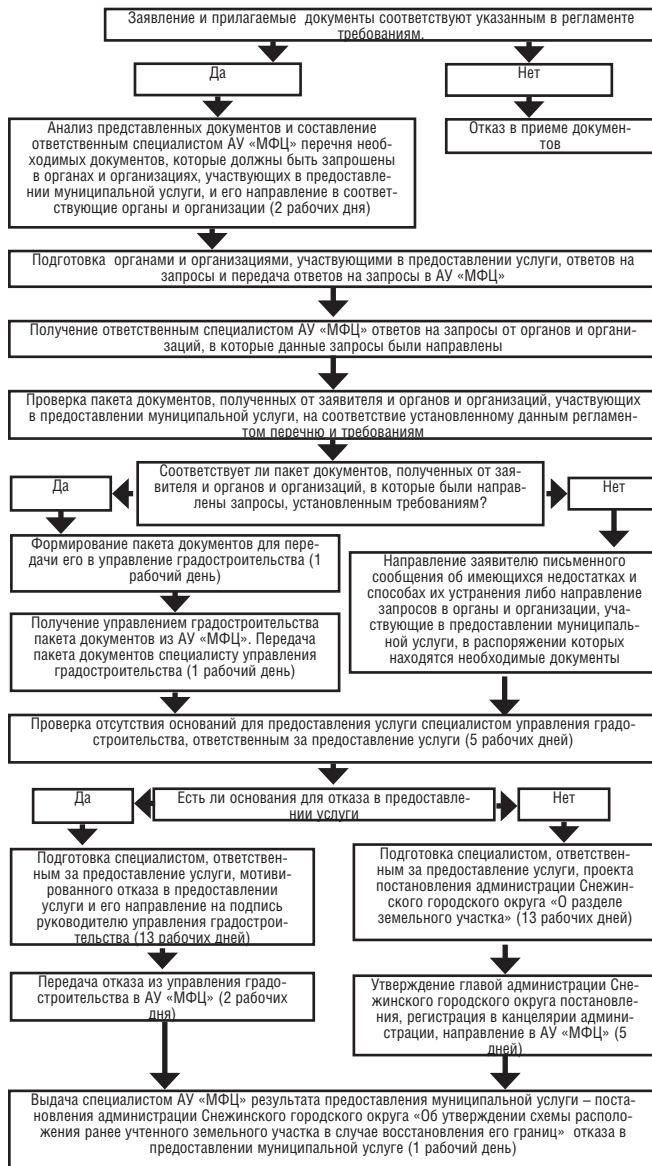 Заявление и прилагаемые документы соответствуют указанным в регламенте
требованиям.
Да
Нет
Анализ представленных документов и составление
ответственным специалистом АУ «МФЦ» перечня необ-
ходимых документов, которые должны быть запрошены
в органах и организациях, участвующих в предоставле-
нии муниципальной услуги, и его направление в соответ-
ствующие органы и организации (2 рабочих дня)
Отказ в приеме докумен-
тов
Подготовка органами и организациями, участвующими в предоставлении услуги, ответов на
запросы и передача ответов на запросы в АУ «МФЦ»
Получение ответственным специалистом АУ «МФЦ» ответов на запросы от органов и органи-
заций, в которые данные запросы были направлены
Проверка пакета документов, полученных от заявителя и органов и организаций, участвующих
в предоставлении муниципальной услуги, на соответствие установленному данным регламен-
том перечню и требованиям
Соответствует ли пакет документов, полученных от зая-
вителя и органов и организаций, в которые были направ-
лены запросы, установленным требованиям?
Да
Нет
Формирование пакета документов для пере-
дачи его в управление градостроительства (1
рабочий день)
Получение управлением градостроительства
пакета документов из АУ «МФЦ». Передача
пакета документов специалисту управления
градостроительства (1 рабочий день)
Направление заявителю письменного
сообщения об имеющихся недостатках и
способах их устранения либо направление
запросов в органы и организации, уча-
ствующие в предоставлении муниципаль-
ной услуги, в распоряжении которых
находятся необходимые документы
Проверка отсутствия оснований для предоставления услуги специалистом управления градо-
строительства, ответственным за предоставление услуги (5 рабочих дней)
Да
Есть ли основания для отказа в предоставле-
нии услуги
Нет
Подготовка специалистом, ответствен-
ным за предоставление услуги, мотиви-
рованного отказа в предоставлении
услуги и его направление на подпись
руководителю управления градострои-
тельства (13 рабочих дней)
Подготовка специалистом, ответствен-
ным за предоставление услуги, проекта
постановления администрации Снежин-
ского городского округа «О разделе
земельного участка» (13 рабочих дней)
Передача отказа из управления градо-
строительства в АУ «МФЦ» (2 рабочих
дня)
Утверждение главой администрации Сне-
жинского городского округа постановле-
ния, регистрация в канцелярии админи-
страции, направление в АУ «МФЦ» (5
дней)
Выдача специалистом АУ «МФЦ» результата предоставления муниципальной услуги – поста-
новления администрации Снежинского городского округа «Об утверждении схемы располо-
жения ранее учтенного земельного участка в случае восстановления его границ» отказа в
предоставлении муниципальной услуге (1 рабочий день)